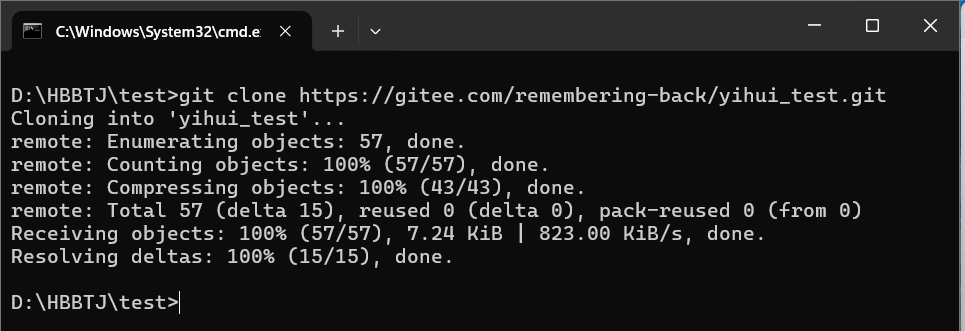 C:\Windows\System32\cmd.e
D:\HBBTJ\test>git clone https://gitee.com/remembering-back/yihui_test.git
Cloning into 'yihui_test'...
remote: Enumerating objects: 57, done.
remote: Counting objects: 100% (57/57), done.
remote: Compressing objects: 100% (43/43), done.
remote: Total 57 (delta 15), reused 0 (delta 0), pack-reused 0 (from 0)
Receiving objects: 100% (57/57), 7.24 KiB | 823.00 KiB/s, done.
Resolving deltas: 100% (15/15), done.
D:\HBBTJ\test>